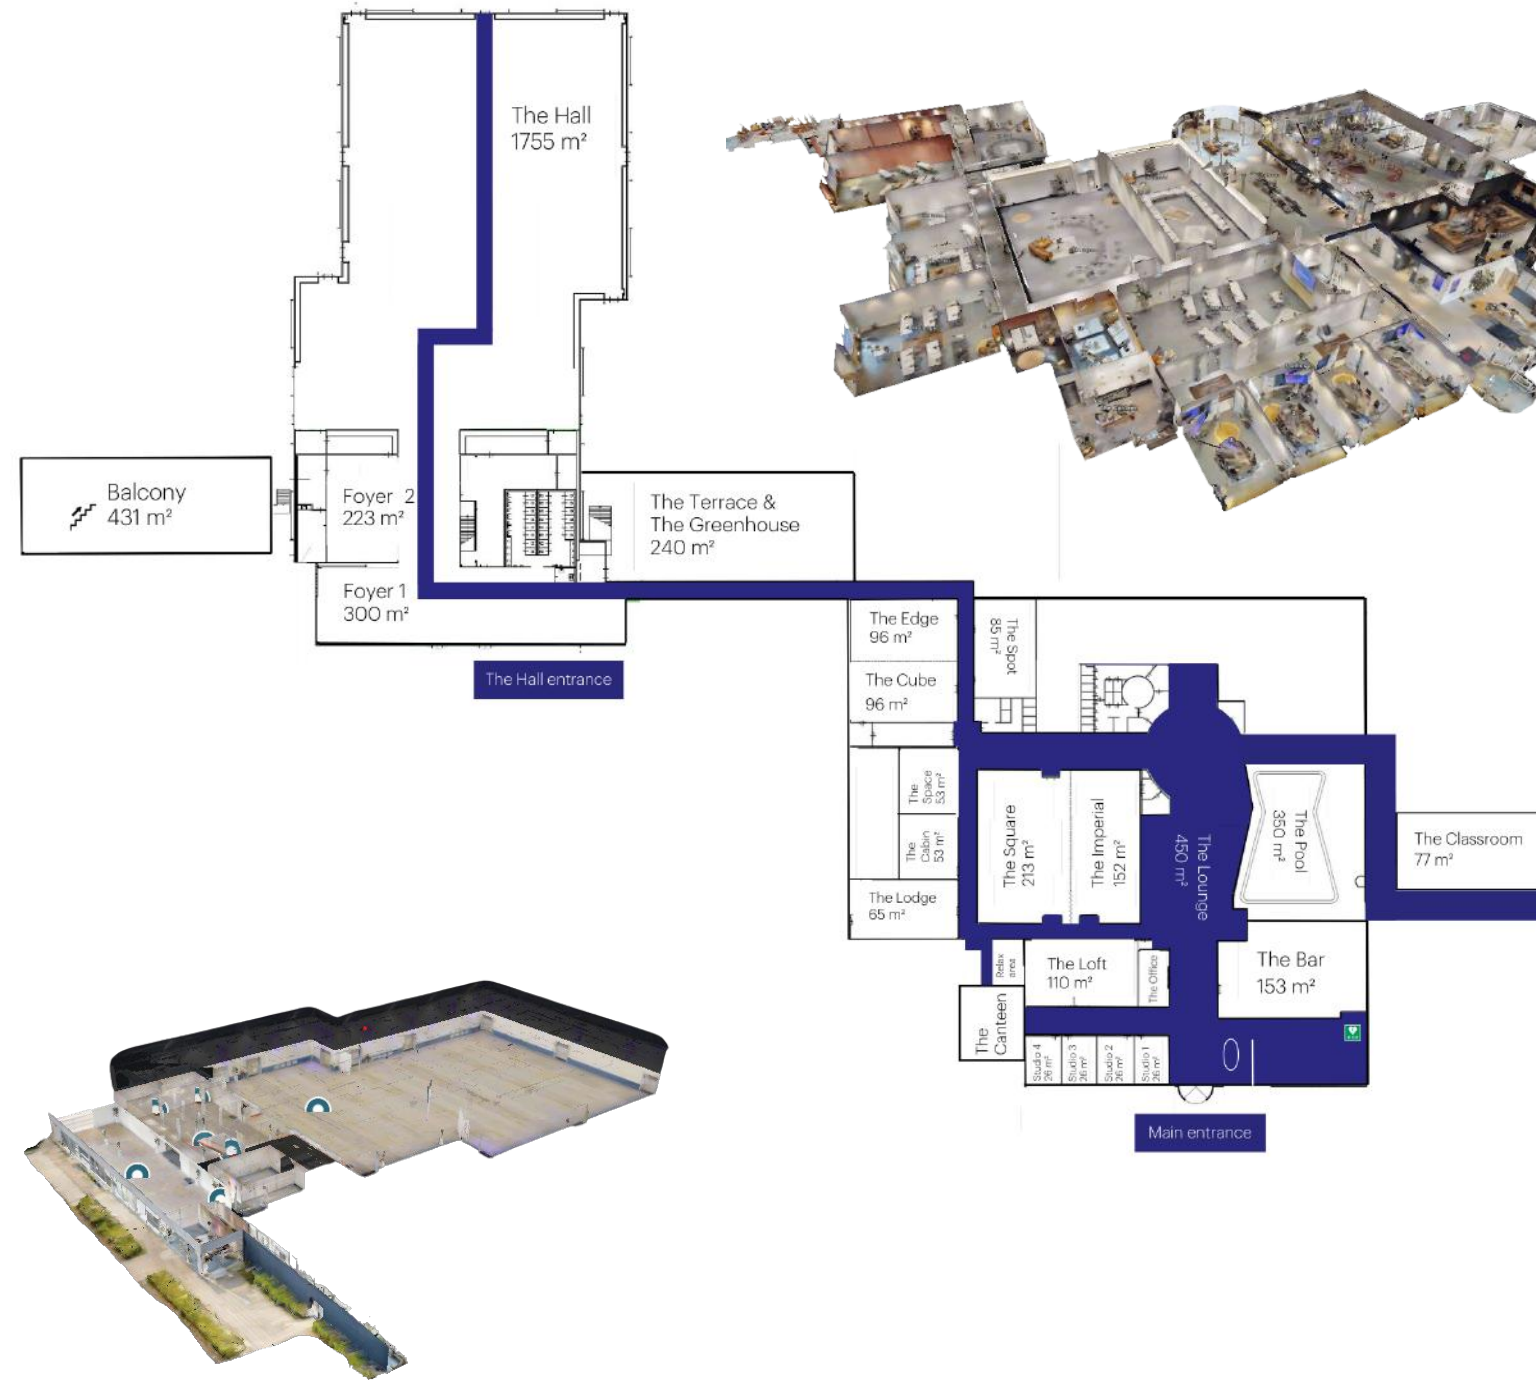 The Hall
1755 m²
Balcony
431 m²
Foyer 2
223 m²
The Terrace &
The Greenhouse
240 m²
Foyer 1
300 m²
The Hall entrance
The Edge
96 m²
The Spot
85 m²
The Cube
96 m²
The
Space
53 m²
The
Cabin
53 m²
The Square
213 m²
The Imperial
152 m²
The Lounge
450 m²
The Pool
350 m²
The Classroom
77 m²
The Lodge
65 m²
Relax
area
The Loft
110 m²
The Office
The Bar
153 m²
The
Canteen
Studio 4
26 m²
Studio 3
26 m²
Studio 2
26 m²
Studio 1
26 m²
Main entrance